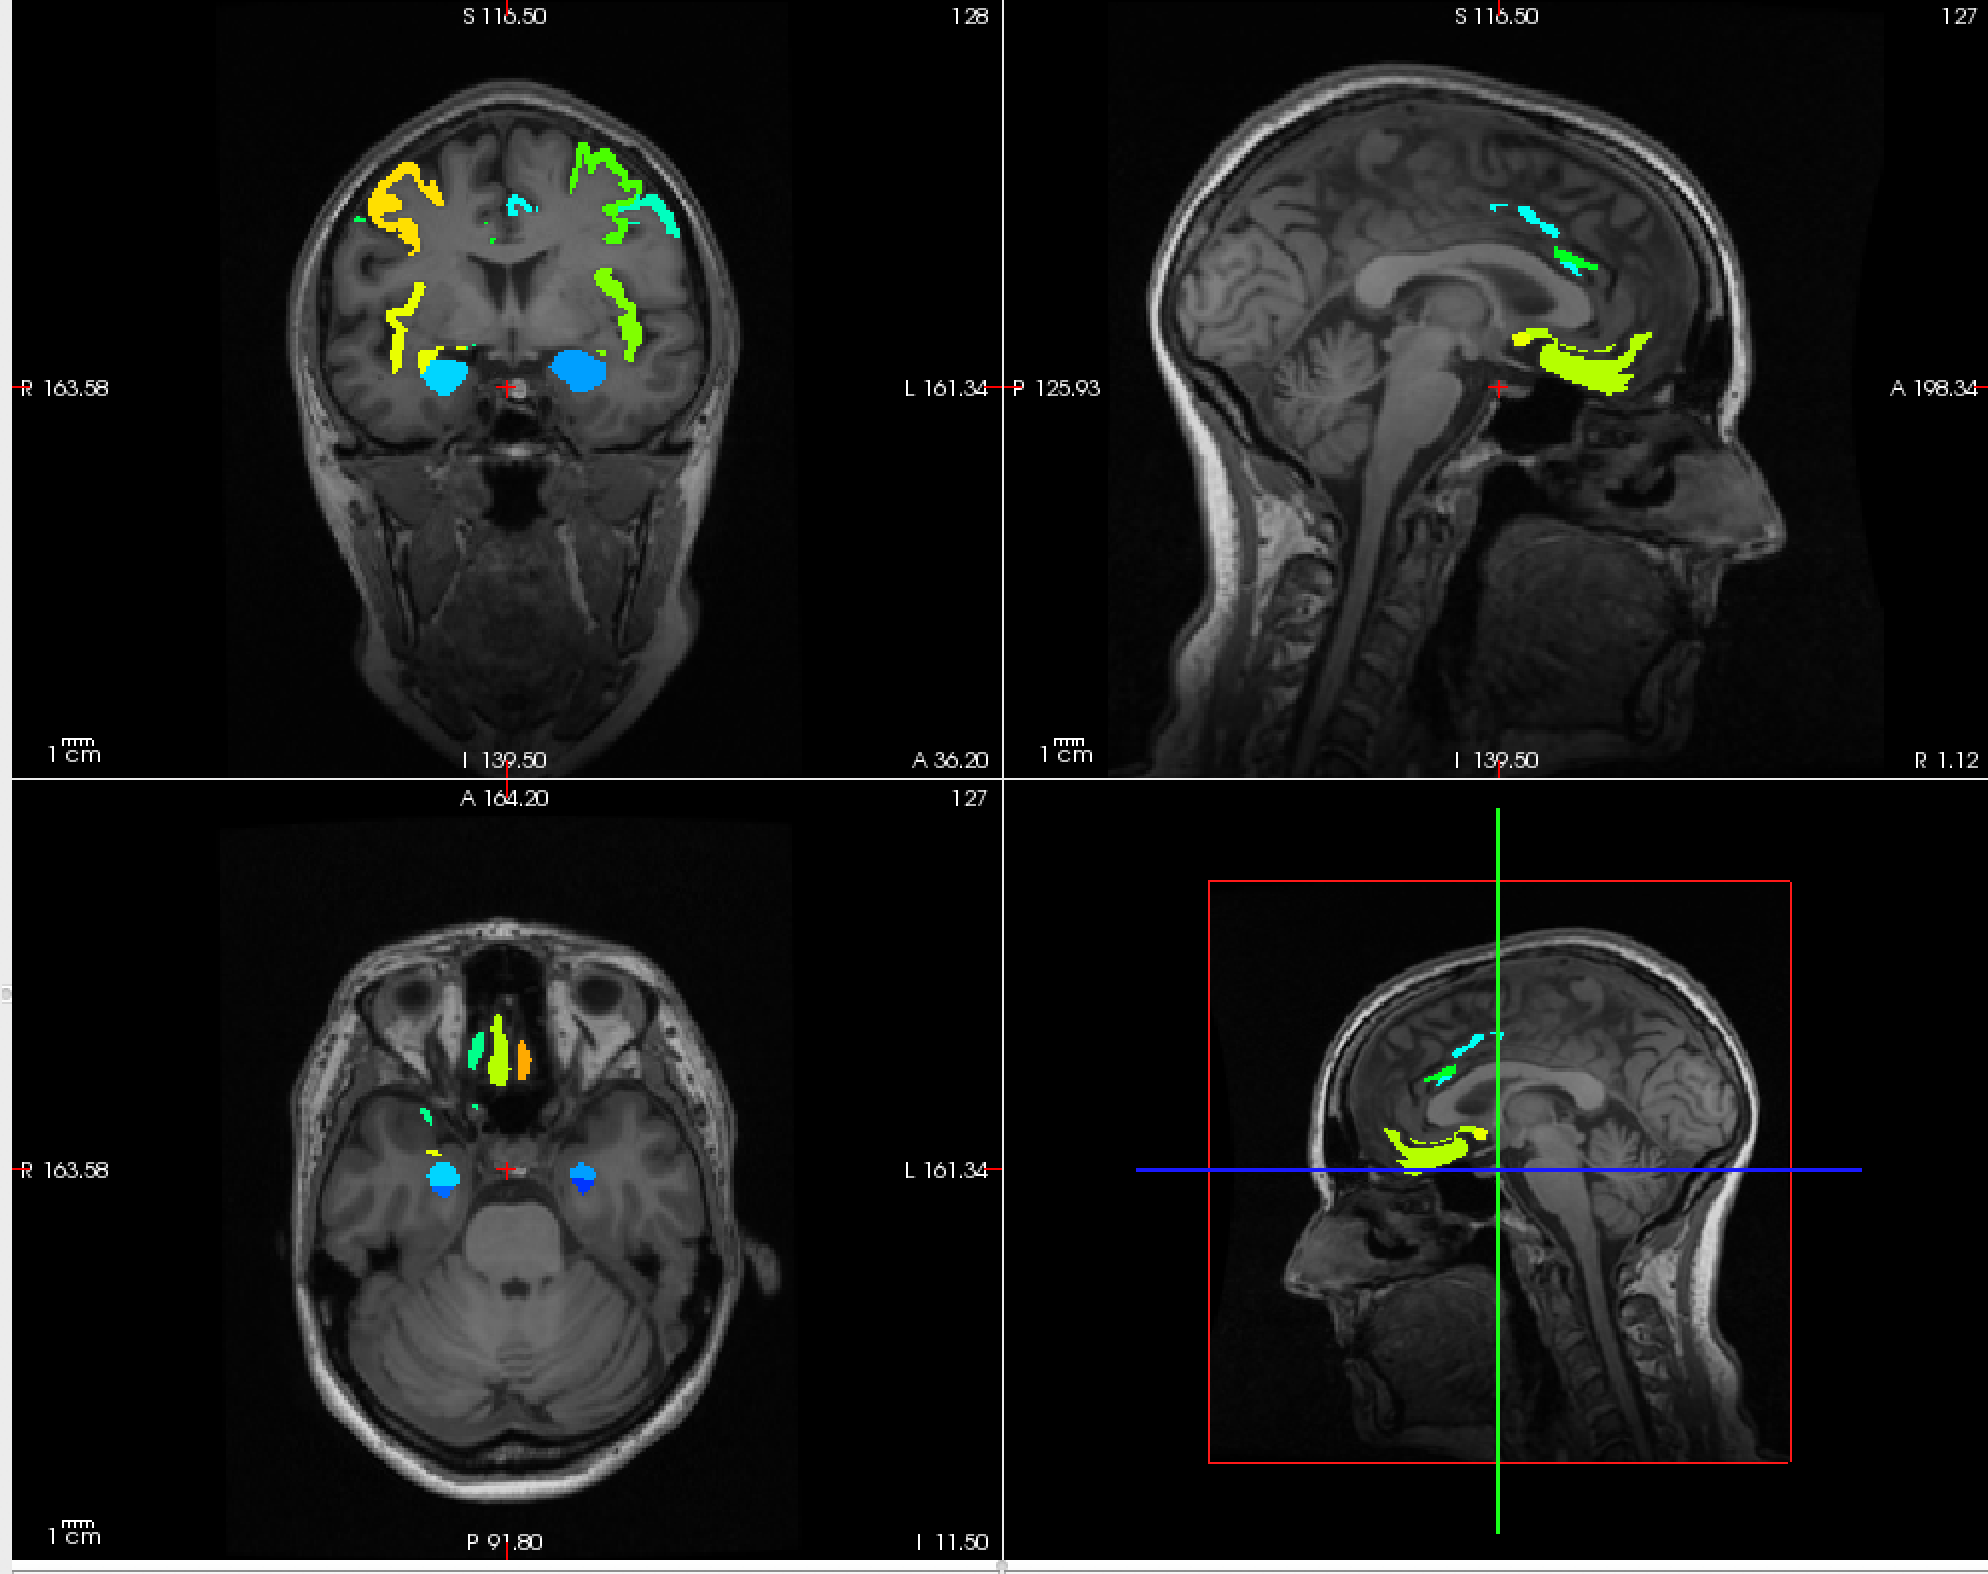 S 116.50
128
R 163.58
L 161.34
1 cm
I 139.50
A 36.20
S 116.50
127
P 125.93
A 198.34
1 cm
I 139.50
R 1.12
A 164.20
127
R 163.58
L 161.34
1 cm
P 91.80
I 11.50